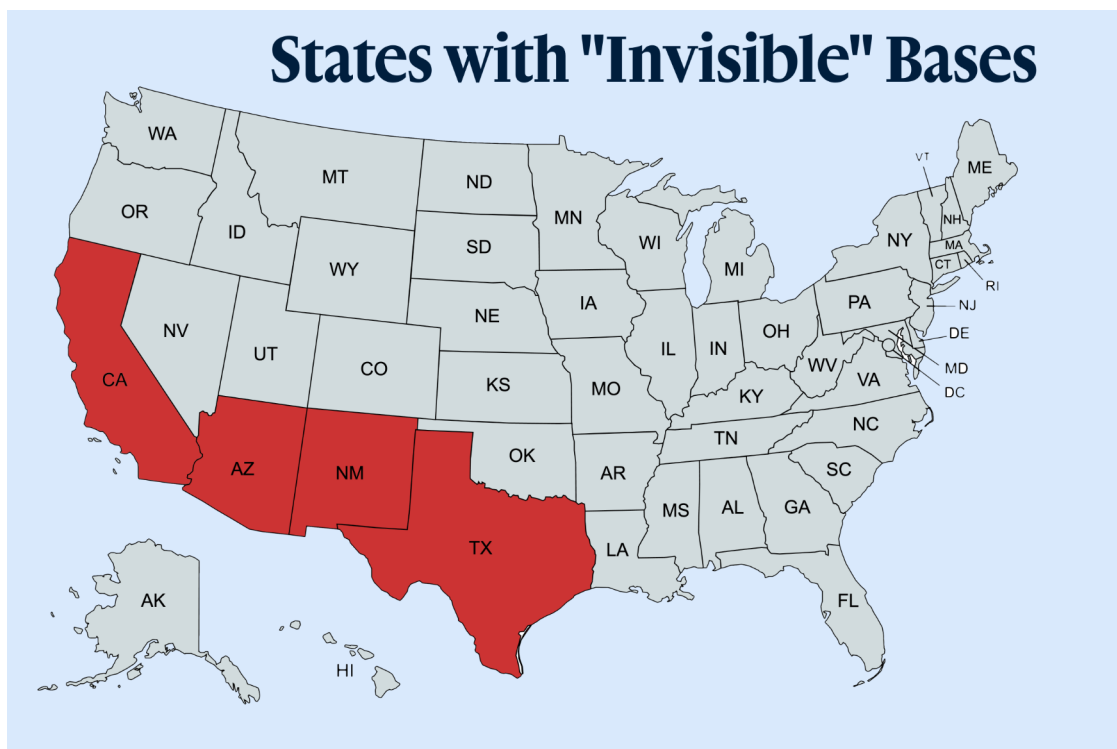 States with "Invisible" Bases
WA
MT
ND
MN
VT
ME
OR
ID
SD
WI
NY
NH
MA
WY
MI
CT
RI
IA
PA
NJ
NV
NE
OH
DE
UT
IL
IN
CO
WV
MD
CA
KS
MO
VA
DC
KY
NC
TN
AZ
NM
OK
AR
SC
MS
AL
GA
TX
LA
AK
FL
HI